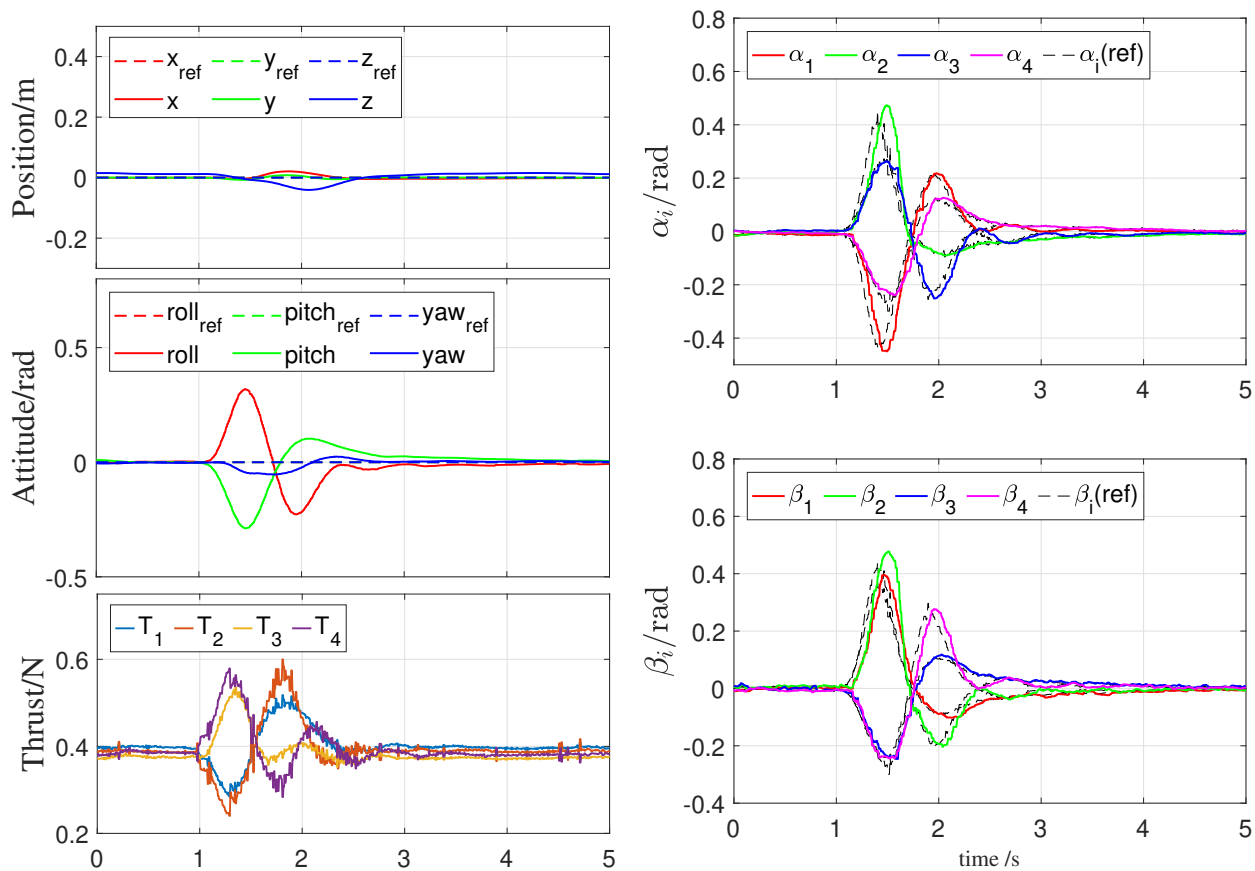 Position/m
0.4
0.2
0
-0.2
x_ref y_ref z_ref
x y z
Attitude/rad
0.5
0
-0.5
roll_ref pitch_ref yaw_ref
roll pitch yaw
Thrust/N
0.6
0.4
0.2
T_1 T_2 T_3 T_4
0 1 2 3 4 5
α_i/rad
0.8
0.6
0.4
0.2
0
-0.2
-0.4
α_1 α_2 α_3 α_4 α_i(ref)
0 1 2 3 4 5
β_i/rad
0.8
0.6
0.4
0.2
0
-0.2
-0.4
β_1 β_2 β_3 β_4 β_i(ref)
0 1 2 3 4 5
time /s